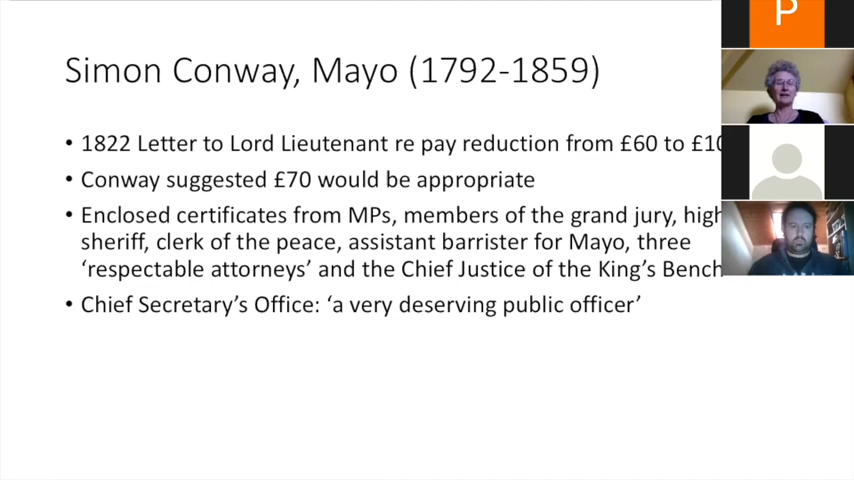 Simon Conway, Mayo (1792-1859)
• 1822 Letter to Lord Lieutenant re pay reduction from £60 to £10
• Conway suggested £70 would be appropriate
• Enclosed certificates from MPs, members of the grand jury, high
sheriff, clerk of the peace, assistant barrister for Mayo, three
‘respectable attorneys’ and the Chief Justice of the King’s Bench
• Chief Secretary’s Office: ‘a very deserving public officer’
P